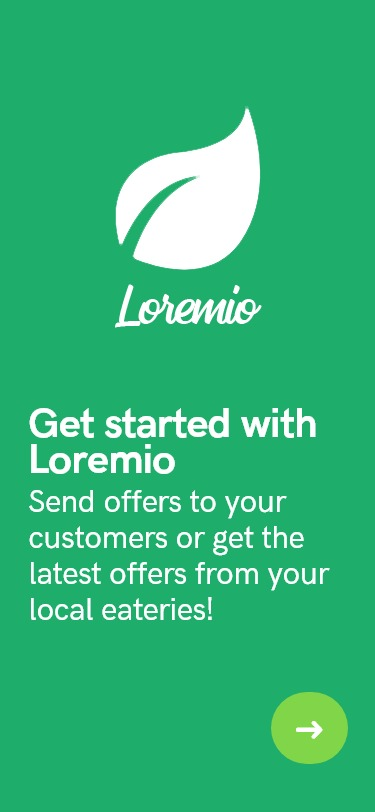 Loremio
Get started with
Loremio
Send offers to your
customers or get the
latest offers from your
local eateries!